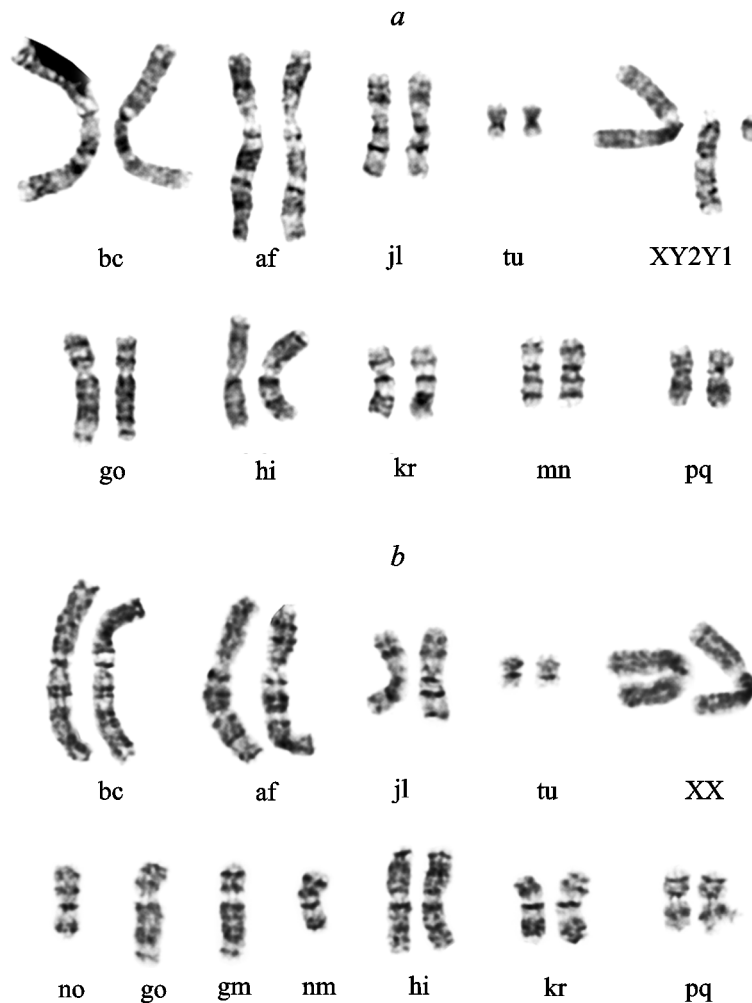 a
bc af jl tu XY2Y1
go hi kr mn pq
b
bc af jl tu XX
no go gm nm hi kr pq